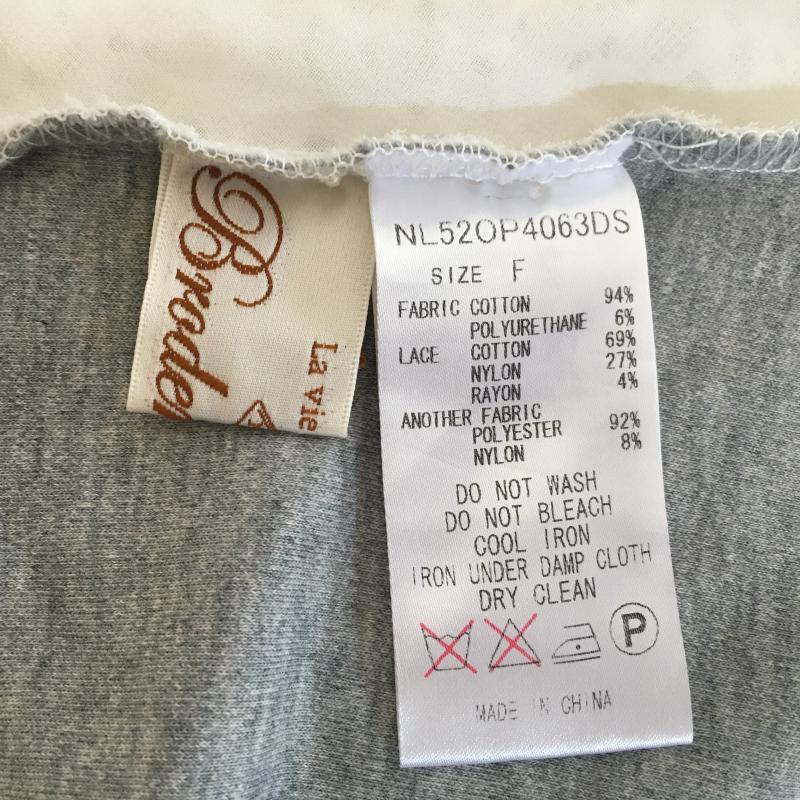 Broder
La vie
NL52OP4063DS
SIZE F
FABRIC COTTON 94%
POLYURETHANE 6%
LACE COTTON 69%
NYLON 27%
RAYON 4%
ANOTHER FABRIC
POLYESTER 92%
NYLON 8%
DO NOT WASH
DO NOT BLEACH
COOL IRON
IRON UNDER DAMP CLOTH
DRY CLEAN
P
MADE IN CHINA